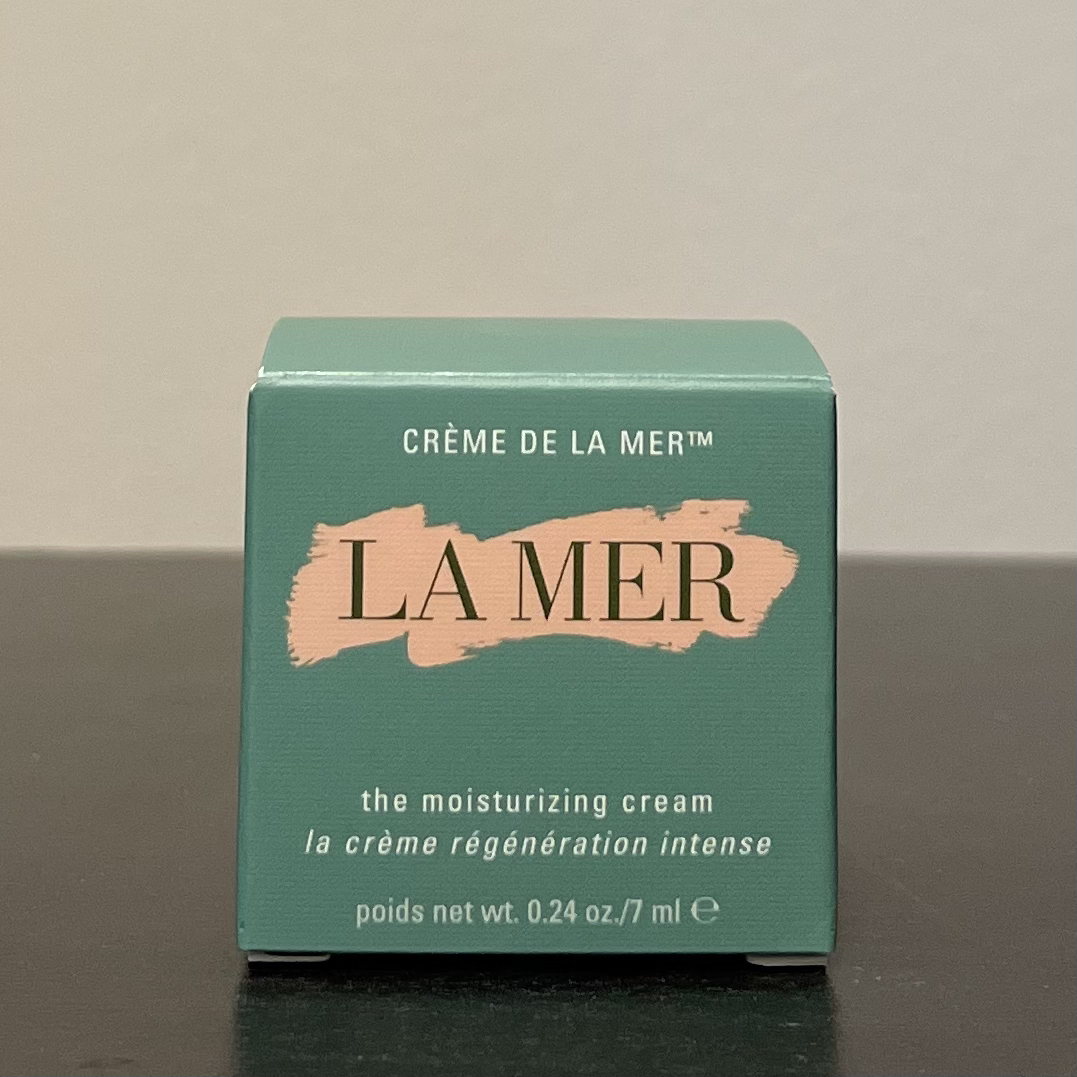 CRÈME DE LA MER™
LA MER
the moisturizing cream
la crème régénération intense
poids net wt. 0.24 oz./7 ml ℮